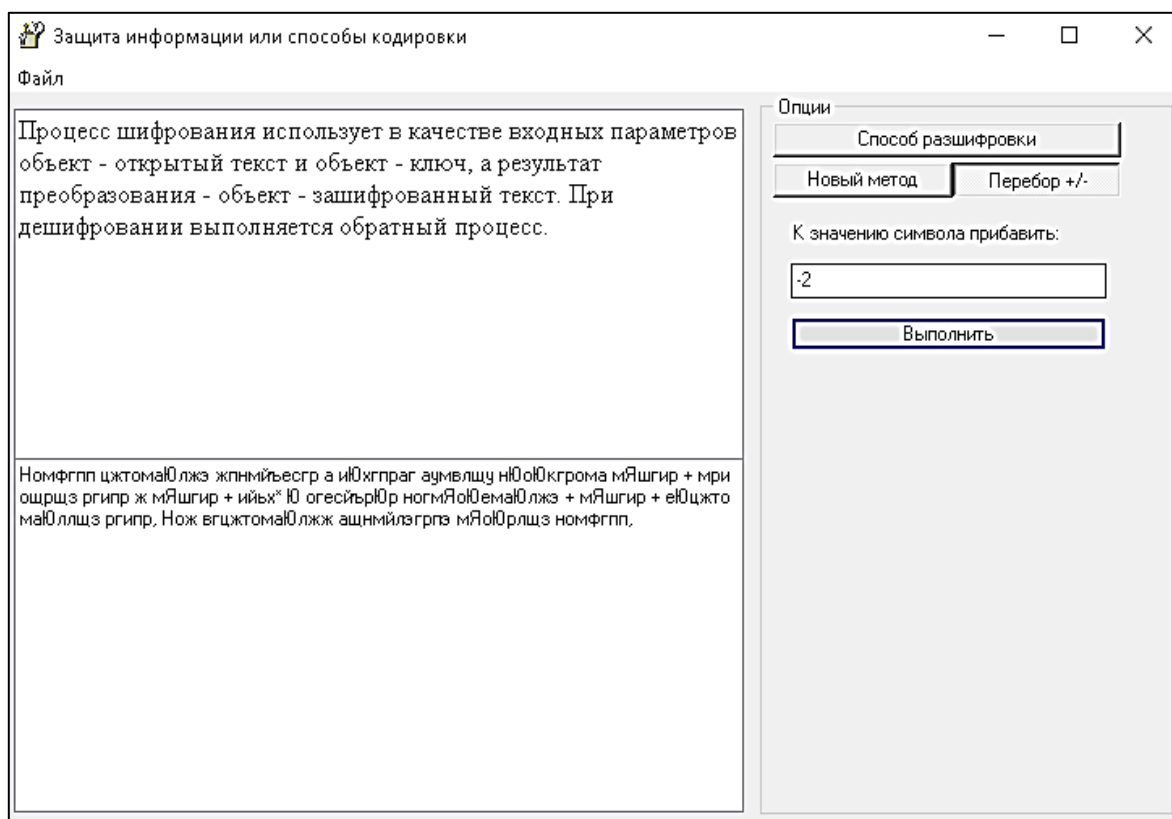 Защита информации или способы кодировки
Файл
Процесс шифрования использует в качестве входных параметров
объект - открытый текст и объект - ключ, а результат
преобразования - объект - зашифрованный текст. При
дешифровании выполняется обратный процесс.
Опции
Способ разшифровки
Новый метод
Перебор +/-
К значению символа прибавить:
-2
Выполнить
Номфгпп цжтомаЮлжэ жпнмйъесгр а иЮхгпраг аумвлщу нЮоЮкгрома мЯшгир + мри
ощрщз ргипр ж мЯшгир + ийьх* Ю огесйърЮр ногмЯоЮемаЮлжэ + мЯшгир + еЮцжто
маЮллщз ргипр, Нож вгцжтомаЮлжж ащнмйлэгрпэ мЯоЮрлщз номфгпп,